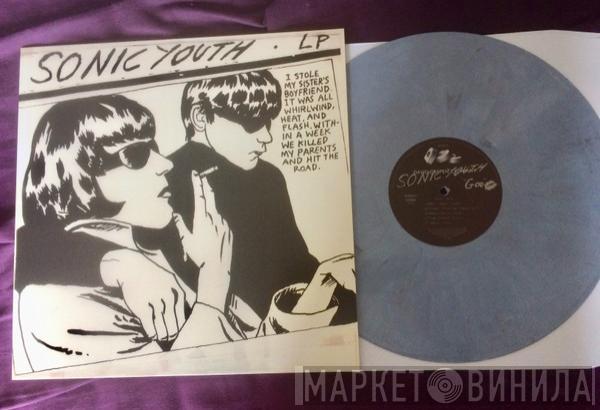 SONIC YOUTH . LP
I STOLE
MY SISTER'S
BOYFRIEND.
IT WAS ALL
WHIRLWIND,
HEAT, AND
FLASH. WITH-
IN A WEEK
WE KILLED
MY PARENTS
AND HIT THE
ROAD.
SONIC YOUTH
GOO
МАРКЕТ ВИНИЛА